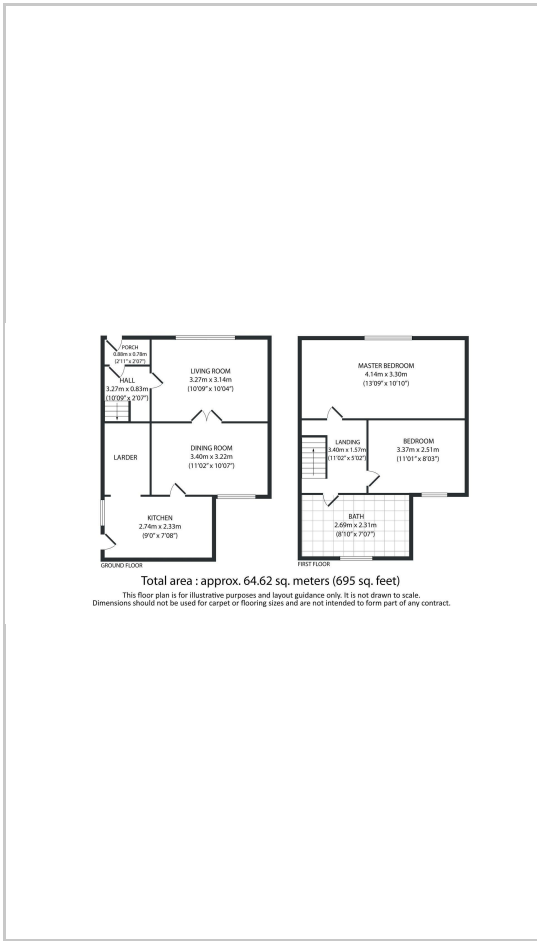 PORCH
0.88m x 0.78m
(2'11" x 2'07")
HALL
3.27m x 0.83m
(10'09" x 2'07")
LIVING ROOM
3.27m x 3.14m
(10'09" x 10'04")
LARDER
DINING ROOM
3.40m x 3.22m
(11'02" x 10'07")
KITCHEN
2.74m x 2.33m
(9'0" x 7'08")
GROUND FLOOR
MASTER BEDROOM
4.14m x 3.30m
(13'09" x 10'10")
LANDING
3.40m x 1.57m
(11'02" x 5'02")
BEDROOM
3.37m x 2.51m
(11'01" x 8'03")
BATH
2.69m x 2.31m
(8'10" x 7'07")
FIRST FLOOR
Total area : approx. 64.62 sq. meters (695 sq. feet)
This floor plan is for illustrative purposes and layout guidance only. It is not drawn to scale.
Dimensions should not be used for carpet or flooring sizes and are not intended to form part of any contract.